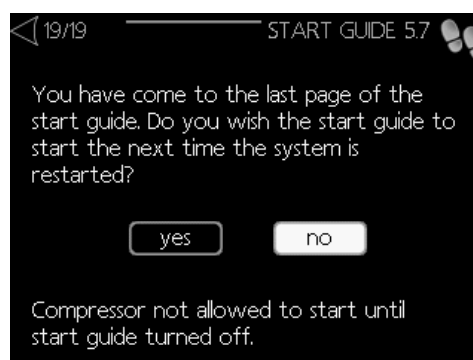 19/19 START GUIDE 5.7
You have come to the last page of the
start guide. Do you wish the start guide to
start the next time the system is
restarted?
yes no
Compressor not allowed to start until
start guide turned off.